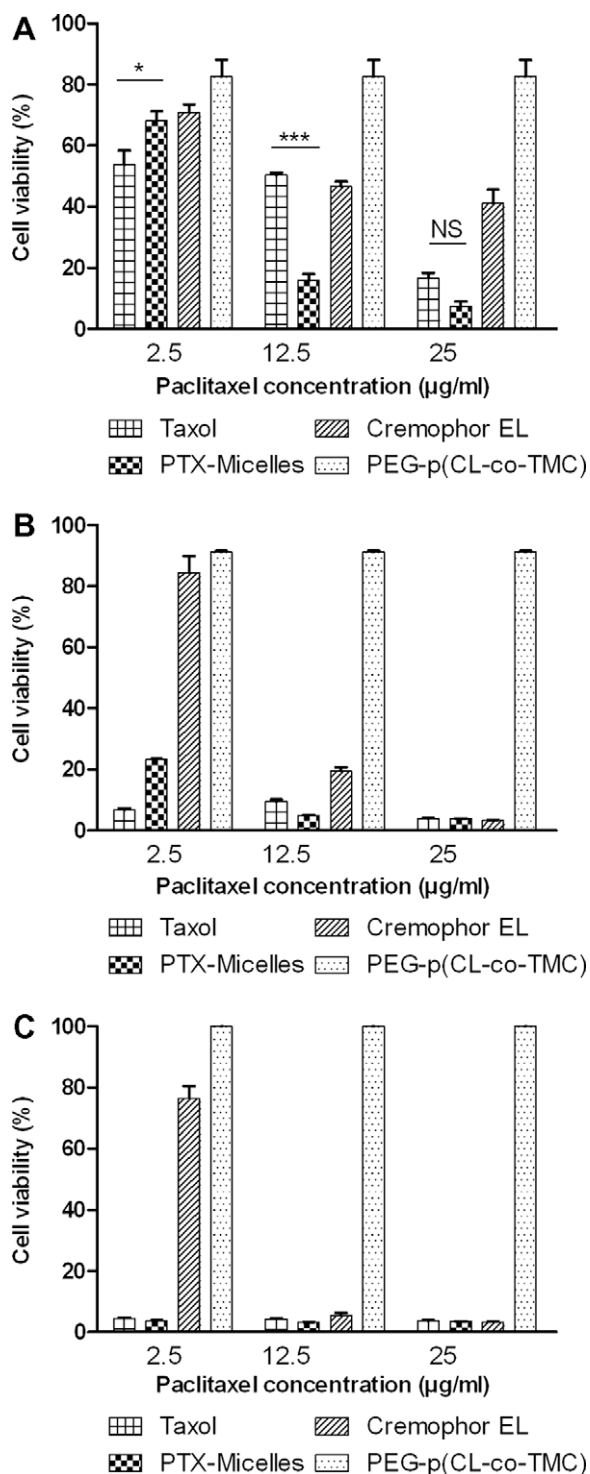 A
100
80
60
40
20
0
Cell viability (%)
*
***
NS
2.5 12.5 25
Paclitaxel concentration (µg/ml)
Taxol Cremophor EL
PTX-Micelles PEG-p(CL-co-TMC)
B
100
80
60
40
20
0
Cell viability (%)
2.5 12.5 25
Paclitaxel concentration (µg/ml)
Taxol Cremophor EL
PTX-Micelles PEG-p(CL-co-TMC)
C
100
80
60
40
20
0
Cell viability (%)
2.5 12.5 25
Paclitaxel concentration (µg/ml)
Taxol Cremophor EL
PTX-Micelles PEG-p(CL-co-TMC)